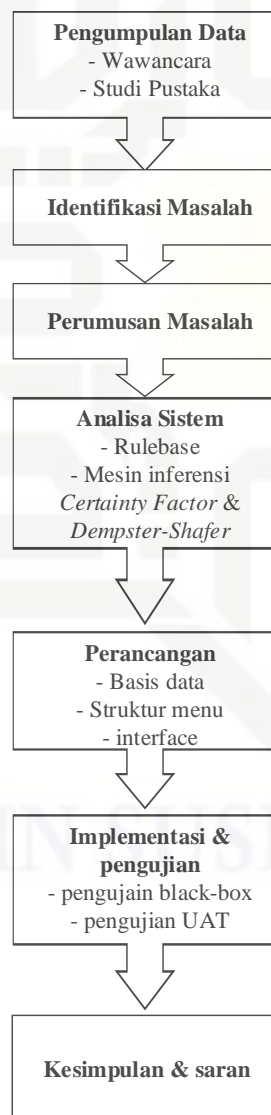 Pengumpulan Data
- Wawancara
- Studi Pustaka
Identifikasi Masalah
Perumusan Masalah
Analisa Sistem
- Rulebase
- Mesin inferensi
Certainty Factor &
Dempster-Shafer
Perancangan
- Basis data
- Struktur menu
- interface
Implementasi &
pengujian
- pengujain black-box
- pengujian UAT
Kesimpulan & saran